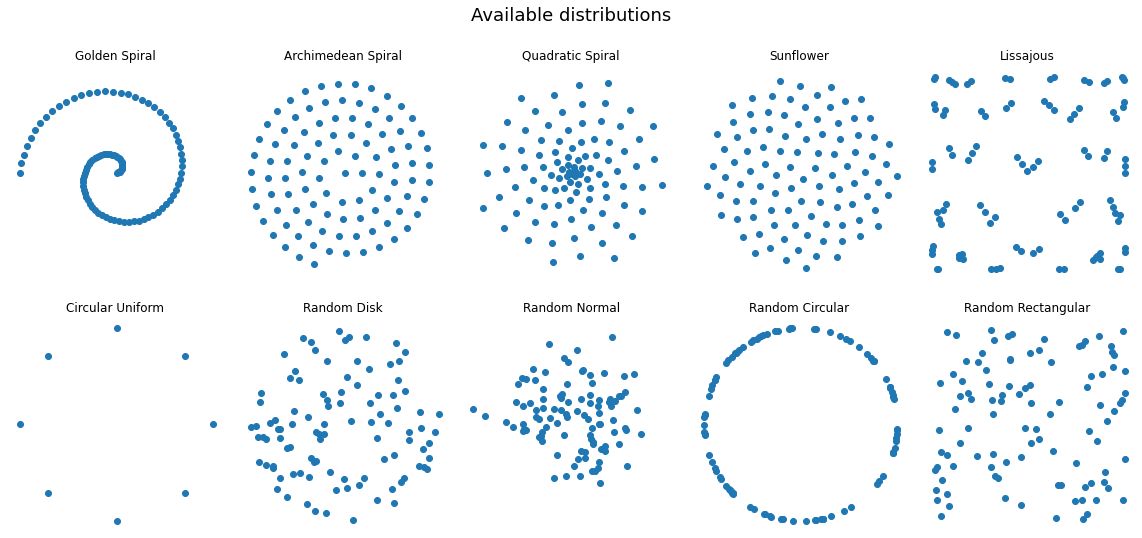 Available distributions
Golden Spiral
Archimedean Spiral
Quadratic Spiral
Sunflower
Lissajous
Circular Uniform
Random Disk
Random Normal
Random Circular
Random Rectangular